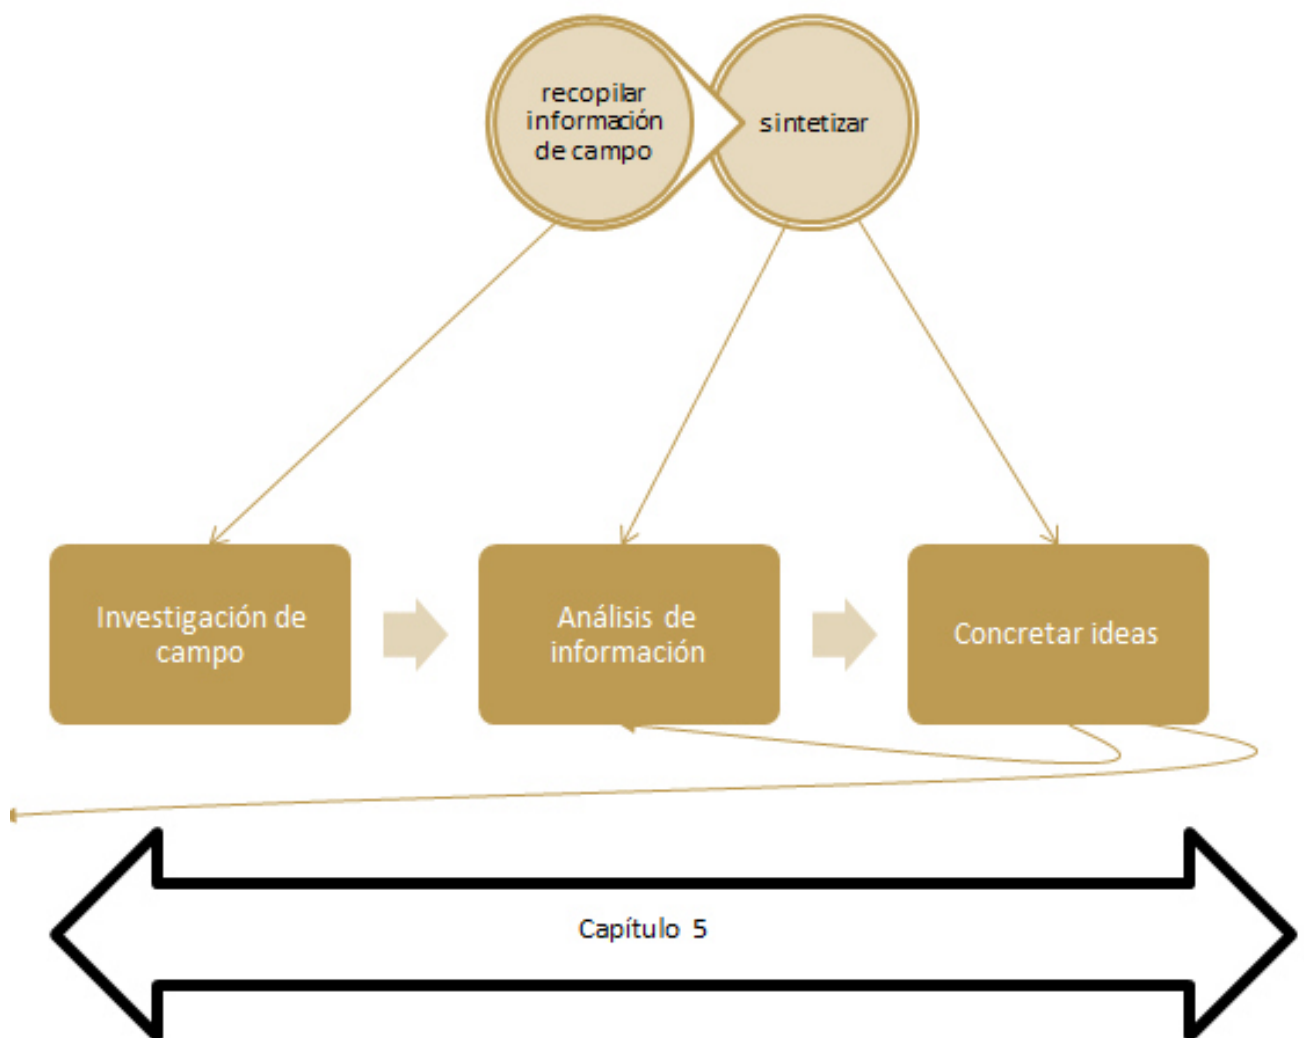 recopilar
información
de campo
sintetizar
Investigación de
campo
Análisis de
información
Concretar ideas
Capítulo 5